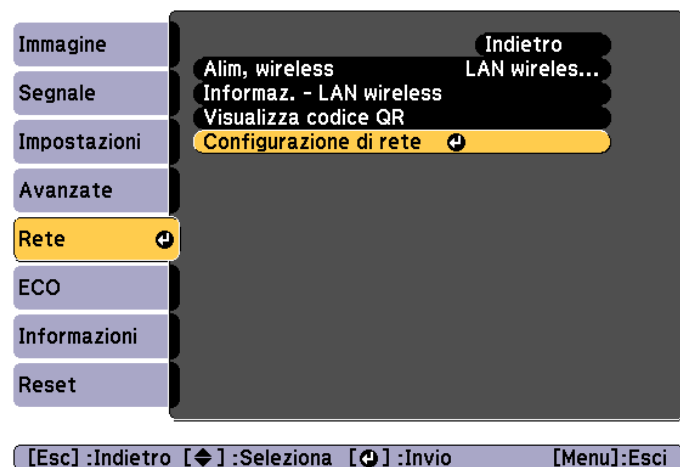 Immagine
Segnale
Impostazioni
Avanzate
Rete
ECO
Informazioni
Reset
Indietro
Alim, wireless LAN wireles...
Informaz. - LAN wireless
Visualizza codice QR
Configurazione di rete
[Esc] :Indietro [◆] :Seleziona [↵] :Invio [Menu]:Esci